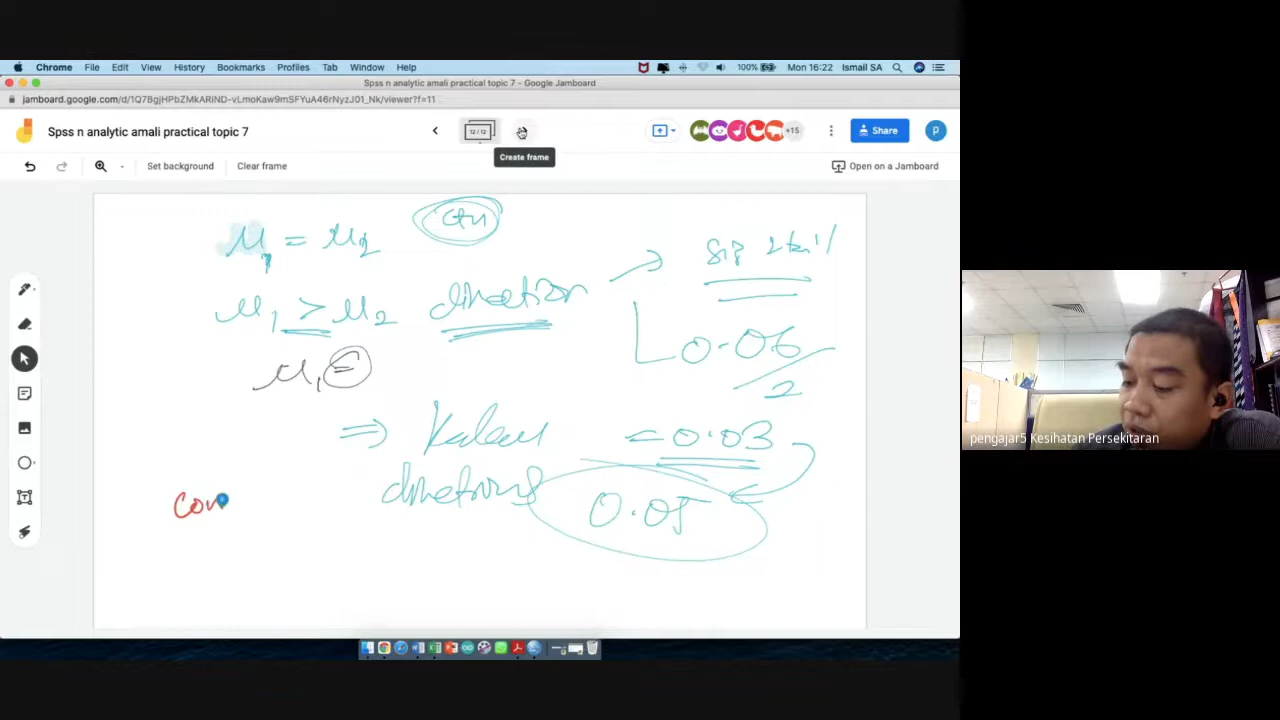 Chrome File Edit View History Bookmarks Profiles Tab Window Help 100% Mon 16:22 Ismail SA
Spss n analytic amali practical topic 7 - Google Jamboard
jamboard.google.com/d/1Q7BgjHPbZMkARiND-vLmoKaw9mSFYuA46rNyzJ01_Nk/viewer?f=11
Spss n analytic amali practical topic 7
12 / 12
+15
Share
P
Create frame
Set background
Clear frame
Open on a Jamboard
μ1 = μ2
sig 2 tail
μ1 > μ2 direction
0.06
2
μ1 =
⇒ Kalau
= 0.03
directions
0.05
Con
pengajar5 Kesihatan Persekitaran